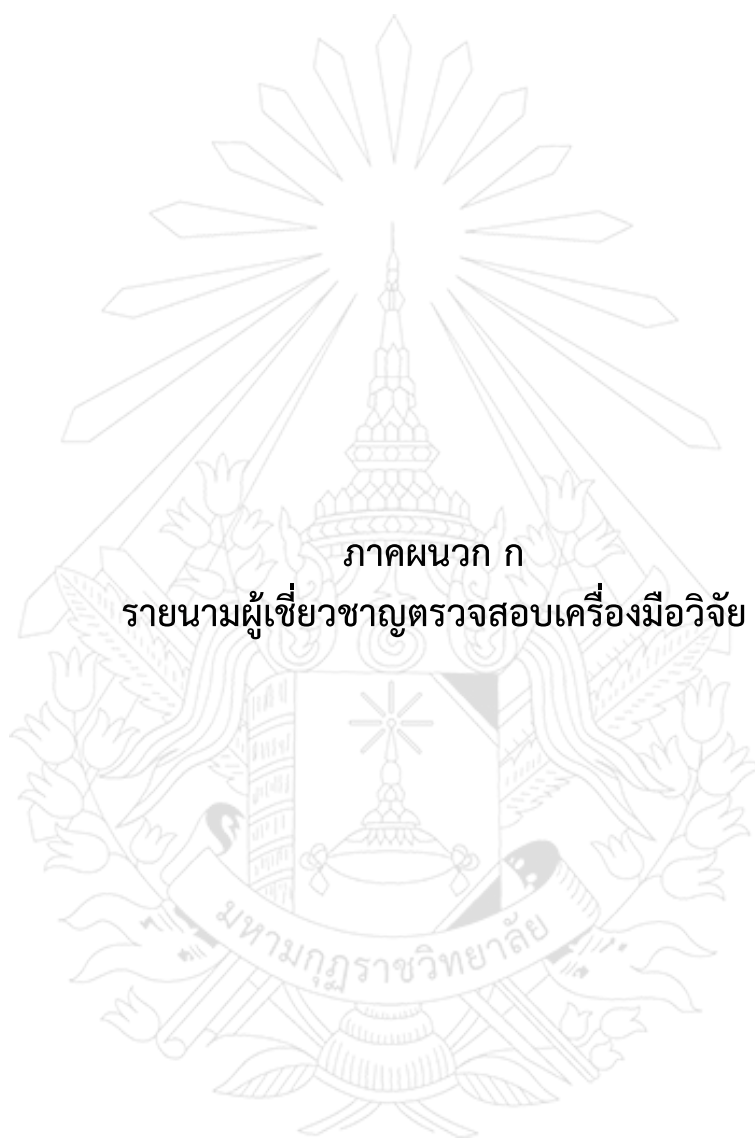 ภาคผนวก ก
รายนามผู้เชี่ยวชาญตรวจสอบเครื่องมือวิจัย
มหามกุฏราชวิทยาลัย